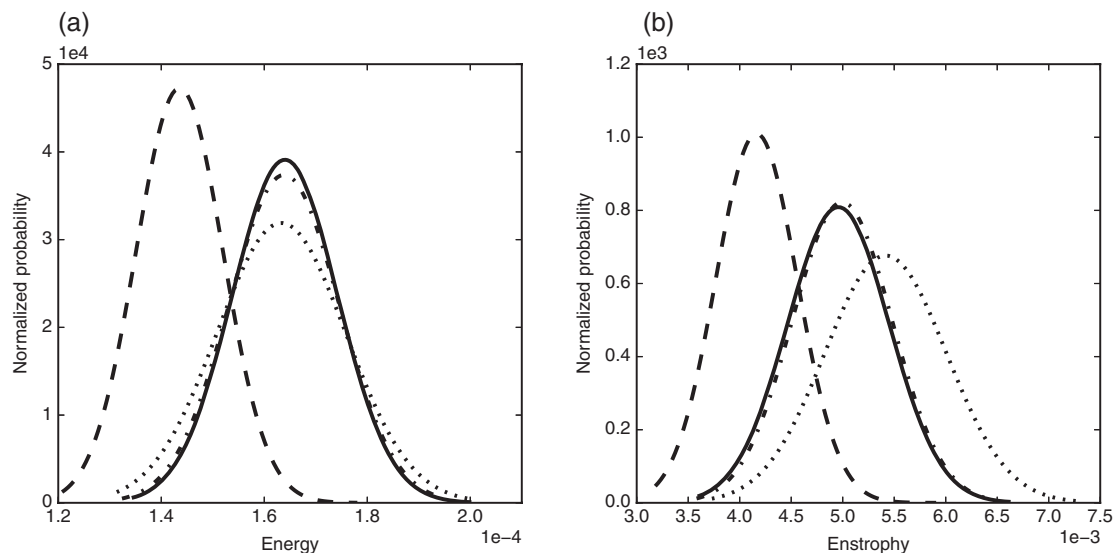 (a)
1e4
5
4
3
2
1
0
Normalized probability
1.2 1.4 1.6 1.8 2.0
Energy
1e−4
(b)
1e3
1.2
1.0
0.8
0.6
0.4
0.2
0.0
Normalized probability
3.0 3.5 4.0 4.5 5.0 5.5 6.0 6.5 7.0 7.5
Enstrophy
1e−3